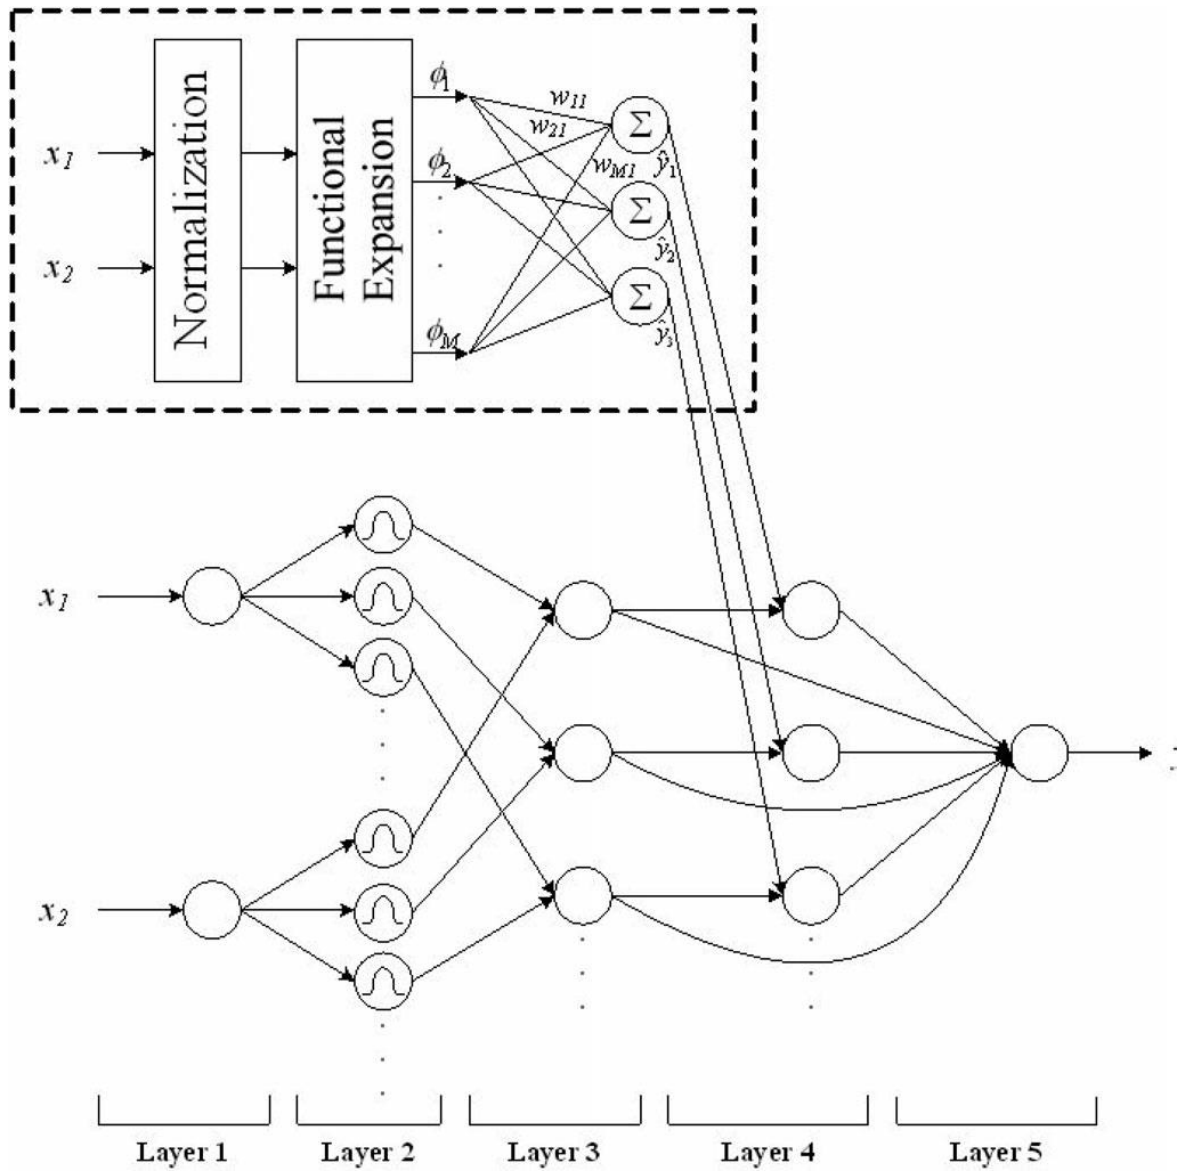 Normalization
Functional
Expansion
x1
x2
ϕ1
ϕ2
ϕM
w11
w21
wM1
Σ
ŷ1
Σ
ŷ2
Σ
ŷ3
x1
x2
Layer 1
Layer 2
Layer 3
Layer 4
Layer 5